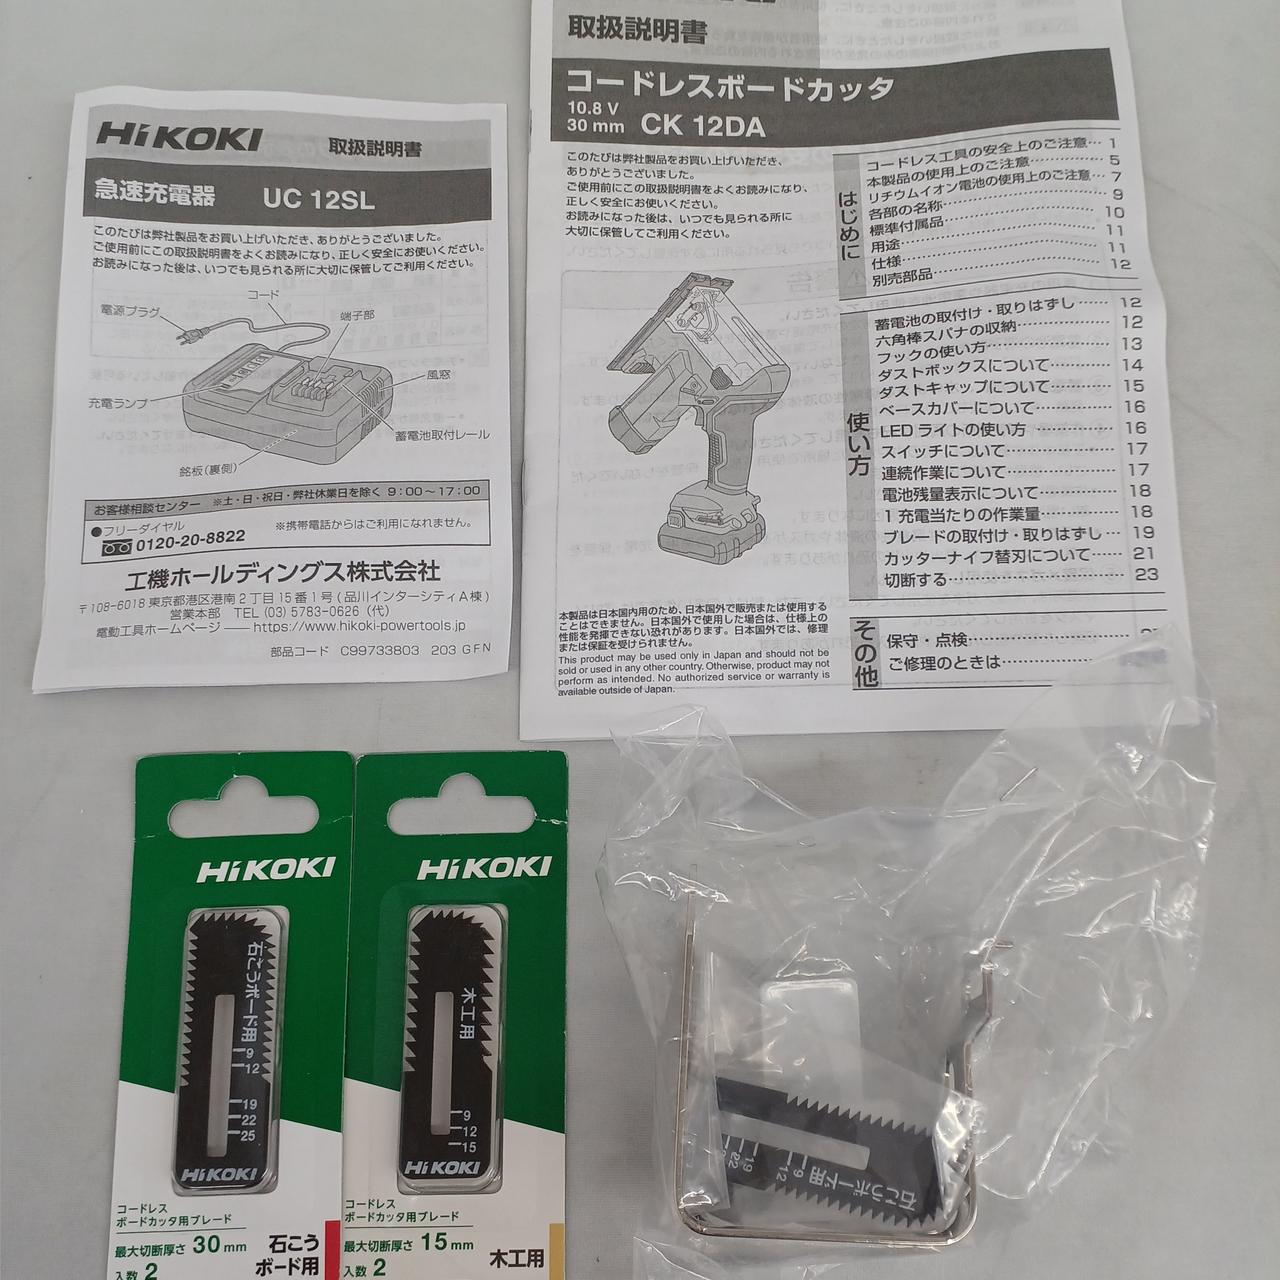 HiKOKI 取扱説明書
急速充電器 UC 12SL
このたびは弊社製品をお買い上げいただき、ありがとうございました。
ご使用前にこの取扱説明書をよくお読みになり、正しく安全にお使いください。
お読みになった後は、いつでも見られる所に大切に保管してご利用ください。
コード
電源プラグ
端子部
風窓
充電ランプ
蓄電池取付レール
銘板(裏側)
お客様相談センター ※土・日・祝日・弊社休業日を除く 9:00~17:00
●フリーダイヤル ※携帯電話からはご利用になれません。
0120-20-8822
工機ホールディングス株式会社
〒108-6018 東京都港区港南2丁目15番1号(品川インターシティA棟)
営業本部 TEL (03) 5783-0626 (代)
電動工具ホームページ ── https://www.hikoki-powertools.jp
部品コード C99733803 203 G F N
取扱説明書
コードレスボードカッタ
10.8 V
30 mm CK 12DA
このたびは弊社製品をお買い上げいただき、
ありがとうございました。
ご使用前にこの取扱説明書をよくお読みになり、
正しく安全にお使いください。
お読みになった後は、いつでも見られる所に
大切に保管してご利用ください。
本製品は日本国内用のため、日本国外で販売または使用する
ことはできません。日本国外で使用した場合は、仕様上の
性能を発揮できない恐れがあります。日本国外では、修理
または保証を受けられません。
This product may be used only in Japan and should not be
sold or used in any other country. Otherwise, product may not
perform as intended. No authorized service or warranty is
available outside of Japan.
はじめに
コードレス工具の安全上のご注意… 1
本製品の使用上のご注意…………… 5
リチウムイオン電池の使用上のご注意… 7
各部の名称…………… 9
標準付属品…………… 10
用途…………… 11
仕様…………… 11
別売部品…………… 12
使い方
蓄電池の取付け・取りはずし…… 12
六角棒スパナの収納…………… 12
フックの使い方…………… 13
ダストボックスについて…………… 14
ダストキャップについて…………… 15
ベースカバーについて…………… 16
LED ライトの使い方…………… 16
スイッチについて…………… 17
連続作業について…………… 17
電池残量表示について…………… 18
1 充電当たりの作業量…………… 18
ブレードの取付け・取りはずし… 19
カッターナイフ替刃について…… 21
切断する…………… 23
その他
保守・点検
ご修理のときは
HiKOKI
石こうボード用
9
12
19
22
25
HiKOKI
コードレス
ボードカッタ用ブレード
最大切断厚さ 30 mm
入数 2
石こう
ボード用
HiKOKI
木工用
9
12
15
HiKOKI
コードレス
ボードカッタ用ブレード
最大切断厚さ 15 mm
入数 2
木工用
石こうボード用
9
12
19
22